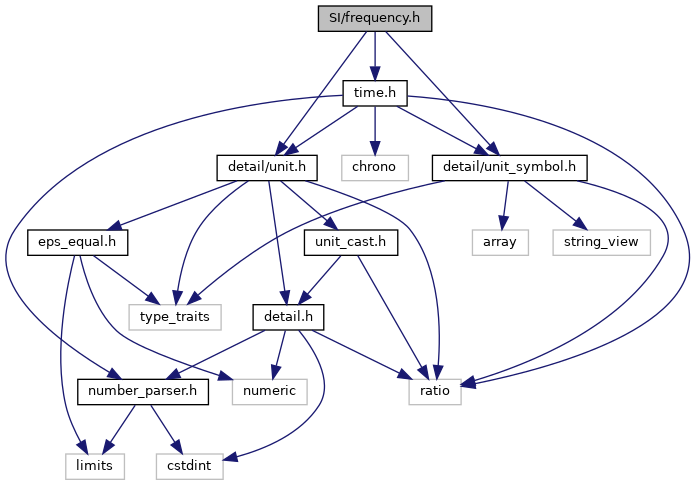 SI/frequency.h
time.h
detail/unit.h
chrono
detail/unit_symbol.h
eps_equal.h
unit_cast.h
array
string_view
type_traits
detail.h
number_parser.h
numeric
ratio
limits
cstdint